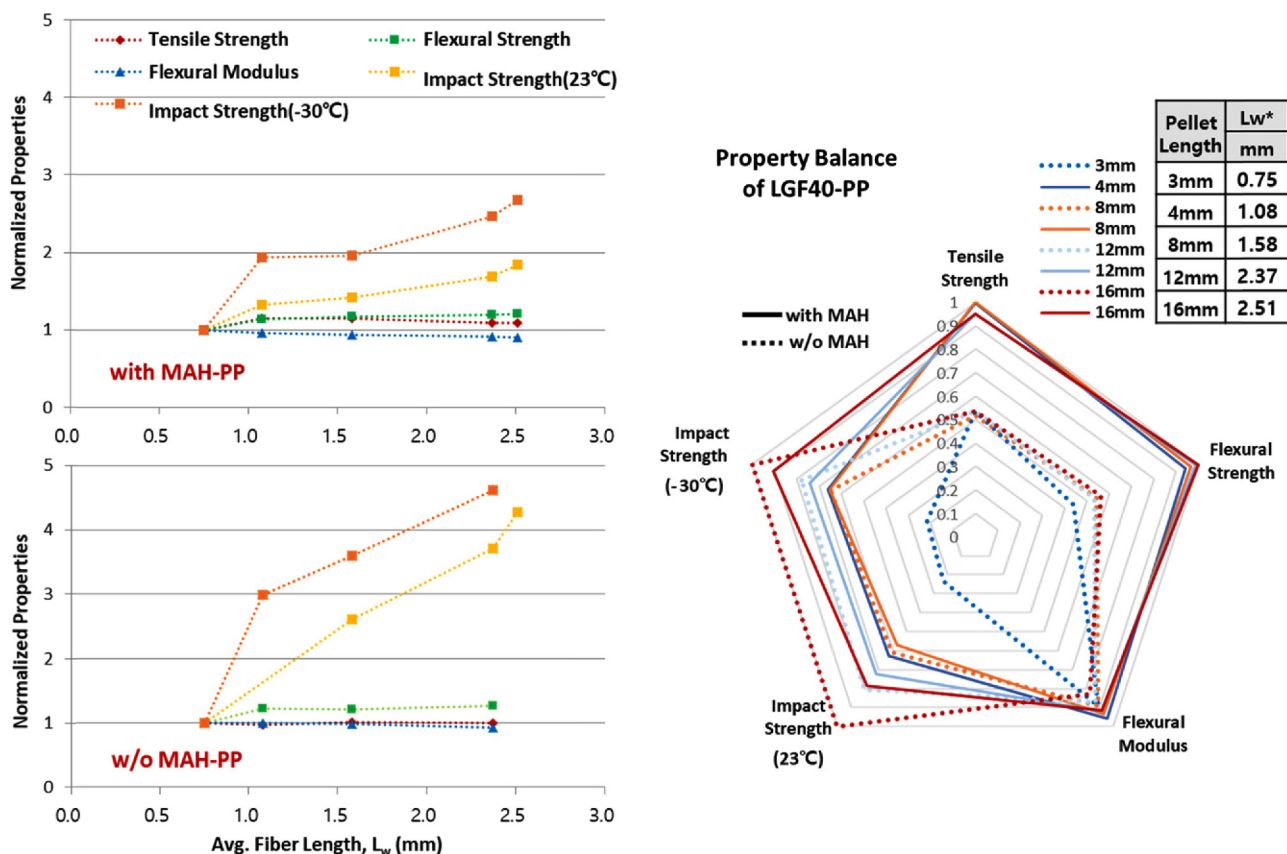 5
4
3
2
1
0
Normalized Properties
Tensile Strength
Flexural Strength
Flexural Modulus
Impact Strength(23℃)
Impact Strength(-30℃)
with MAH-PP
0.0 0.5 1.0 1.5 2.0 2.5 3.0
5
4
3
2
1
0
Normalized Properties
w/o MAH-PP
0.0 0.5 1.0 1.5 2.0 2.5 3.0
Avg. Fiber Length, Lw (mm)
Property Balance
of LGF40-PP
3mm
4mm
8mm
8mm
12mm
12mm
16mm
16mm
Pellet Length Lw*
mm
3mm 0.75
4mm 1.08
8mm 1.58
12mm 2.37
16mm 2.51
with MAH
w/o MAH
Tensile
Strength
1
0.9
0.8
0.7
0.6
0.5
0.4
0.3
0.2
0.1
0
Impact
Strength
(-30℃)
Flexural
Strength
Impact
Strength
(23℃)
Flexural
Modulus